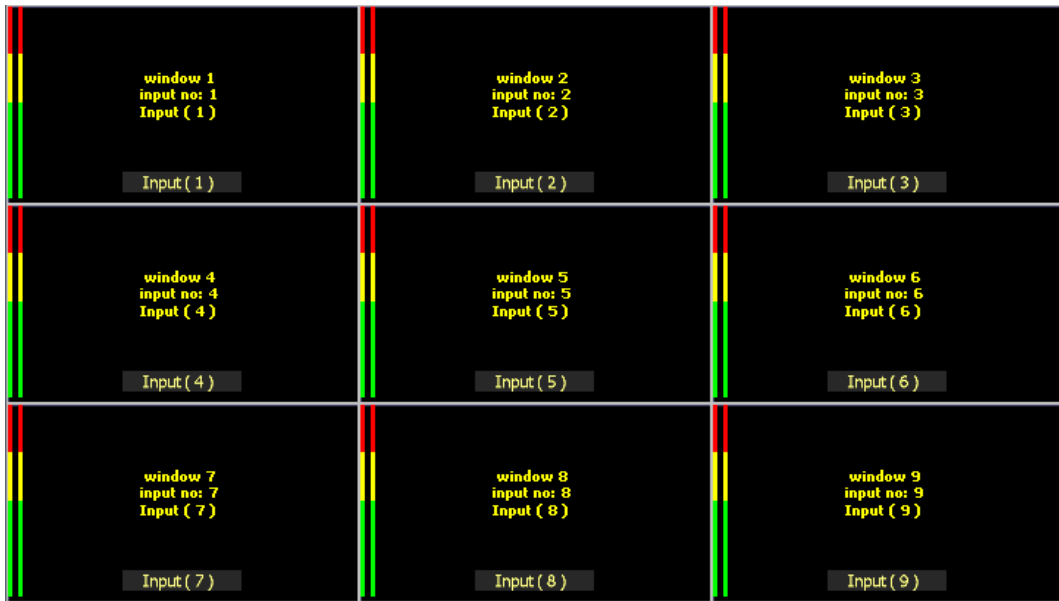 window 1
input no: 1
Input ( 1 )
Input ( 1 )
window 2
input no: 2
Input ( 2 )
Input ( 2 )
window 3
input no: 3
Input ( 3 )
Input ( 3 )
window 4
input no: 4
Input ( 4 )
Input ( 4 )
window 5
input no: 5
Input ( 5 )
Input ( 5 )
window 6
input no: 6
Input ( 6 )
Input ( 6 )
window 7
input no: 7
Input ( 7 )
Input ( 7 )
window 8
input no: 8
Input ( 8 )
Input ( 8 )
window 9
input no: 9
Input ( 9 )
Input ( 9 )